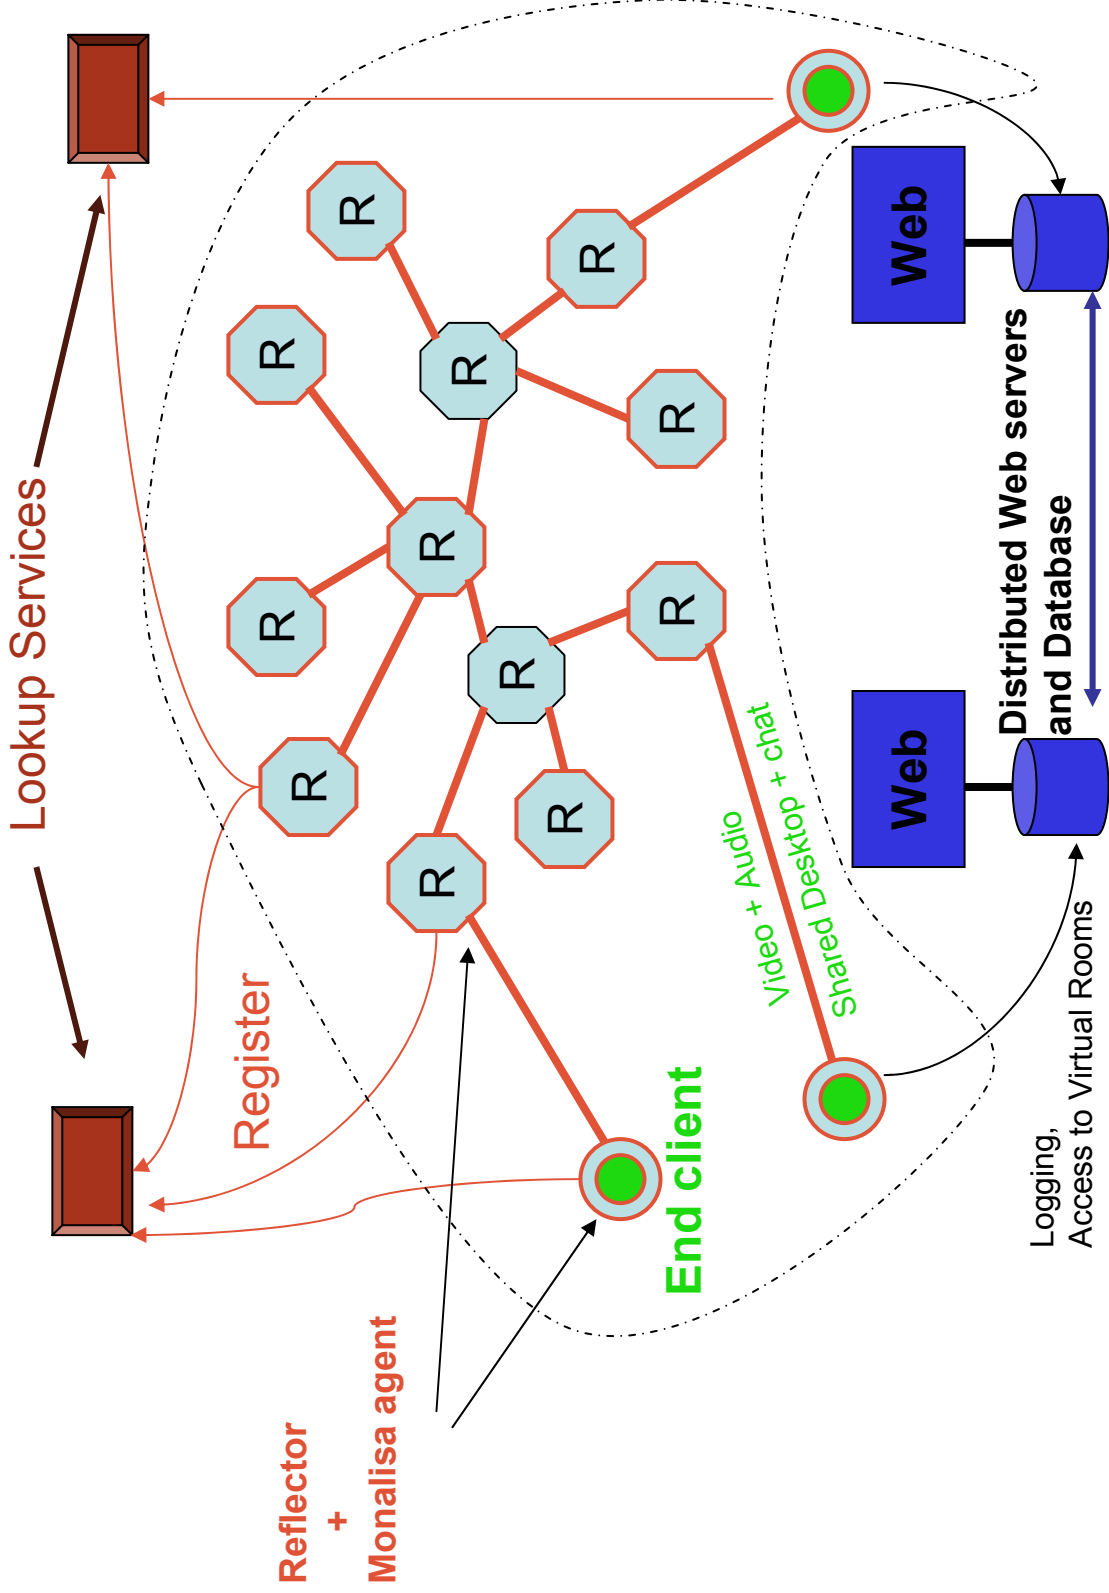 Lookup Services
Register
Reflector
+
Monalisa agent
R
R
R
R
R
R
R
R
R
R
R
R
End client
Video + Audio
Shared Desktop + chat
Web
Web
Distributed Web servers
and Database
Logging,
Access to Virtual Rooms